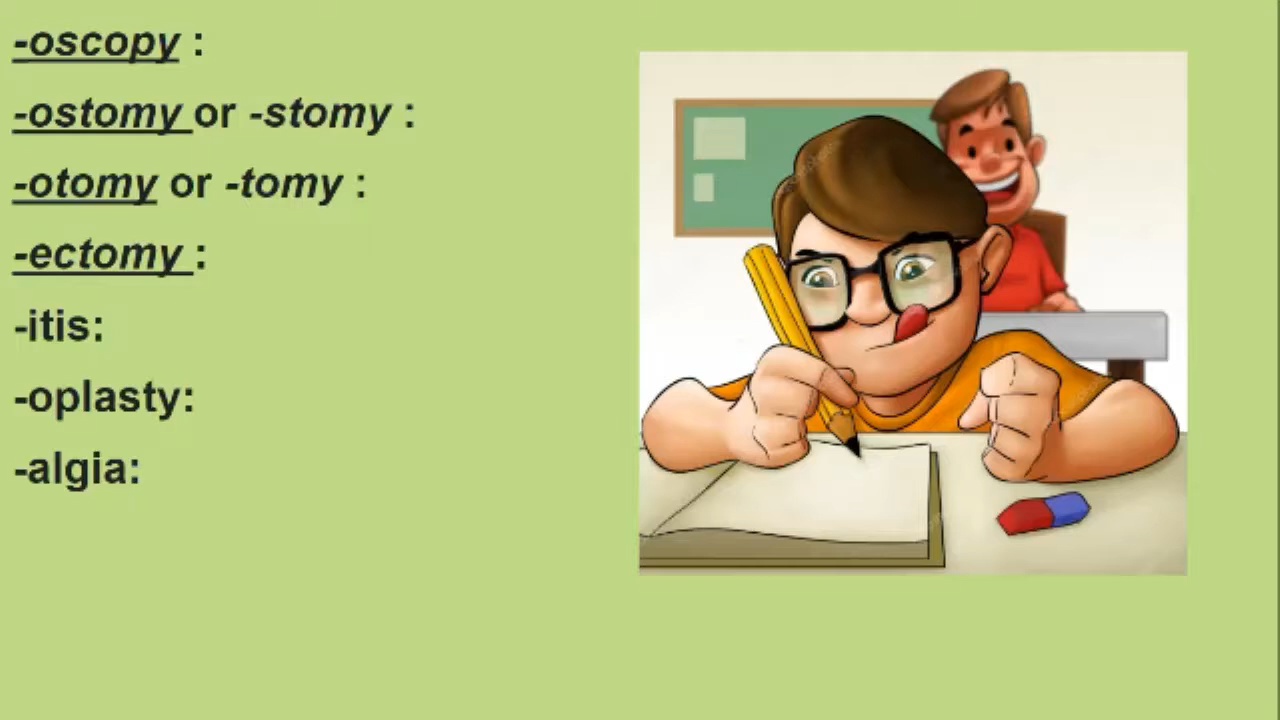 -oscopy :
-ostomy or -stomy :
-otomy or -tomy :
-ectomy :
-itis:
-oplasty:
-algia: